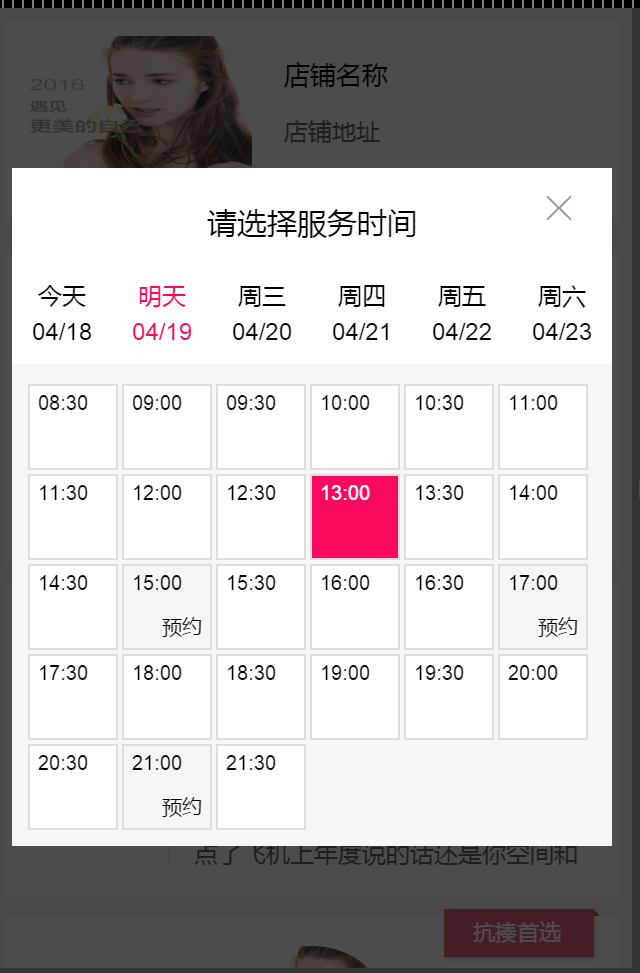 2016
遇见
更美的自己
店铺名称
店铺地址
请选择服务时间
今天 明天 周三 周四 周五 周六
04/18 04/19 04/20 04/21 04/22 04/23
08:30 09:00 09:30 10:00 10:30 11:00
11:30 12:00 12:30 13:00 13:30 14:00
14:30 15:00 15:30 16:00 16:30 17:00
预约 预约
17:30 18:00 18:30 19:00 19:30 20:00
20:30 21:00 21:30
预约
点了飞机上年度说的话还是你空间和
抗揍首选